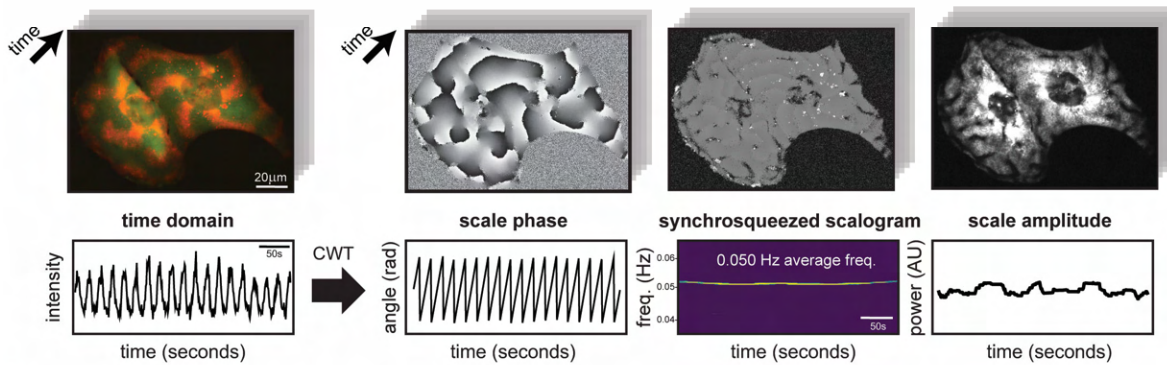 time
time
20μm
time domain
scale phase
synchrosqueezed scalogram
scale amplitude
intensity
50s
time (seconds)
CWT
angle (rad)
time (seconds)
freq. (Hz)
0.06
0.05
0.04
0.050 Hz average freq.
50s
time (seconds)
power (AU)
time (seconds)